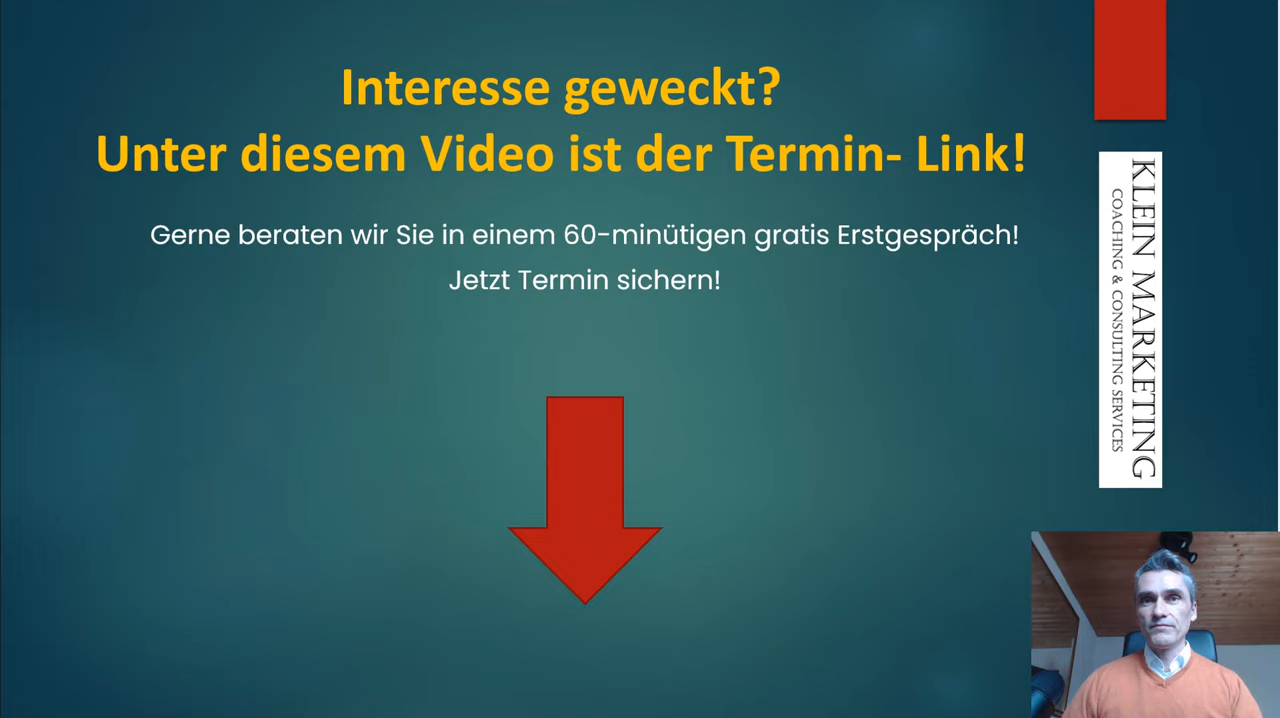 Interesse geweckt?
Unter diesem Video ist der Termin- Link!
Gerne beraten wir Sie in einem 60-minütigen gratis Erstgespräch!
Jetzt Termin sichern!
KLEIN MARKETING
COACHING & CONSULTING SERVICES